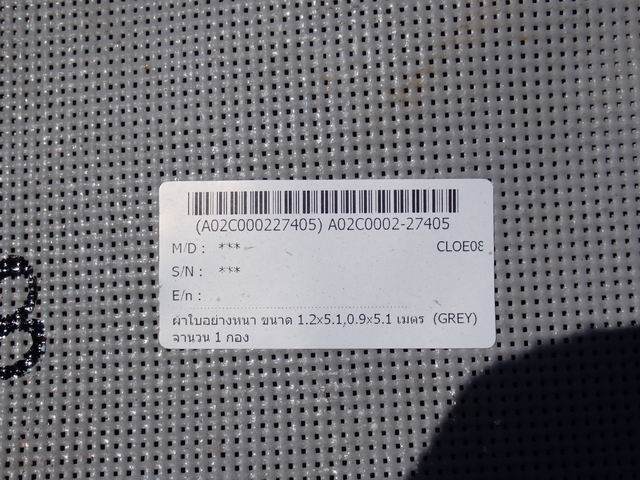 (A02C000227405) A02C0002-27405
M/D : *** CLOE08
S/N : ***
E/n :
ผ้าใบอย่างหนา ขนาด 1.2x5.1,0.9x5.1 เมตร (GREY)
จำนวน 1 กอง